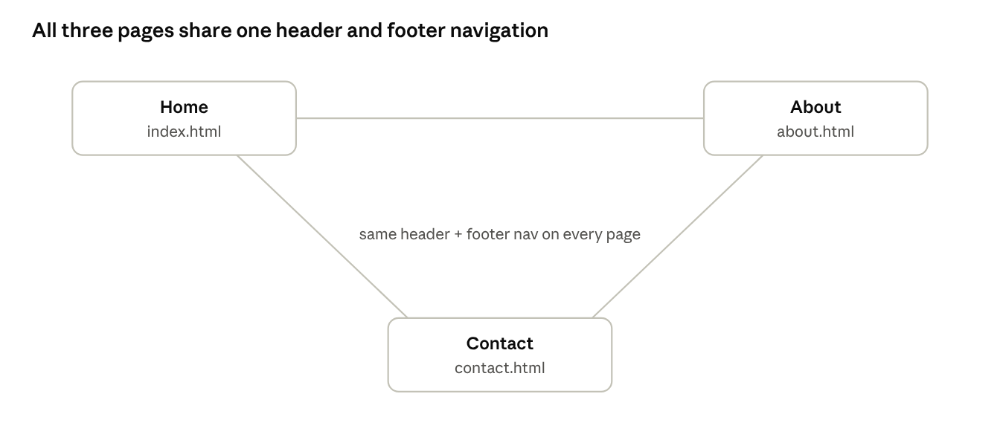 All three pages share one header and footer navigation
Home
index.html
About
about.html
same header + footer nav on every page
Contact
contact.html